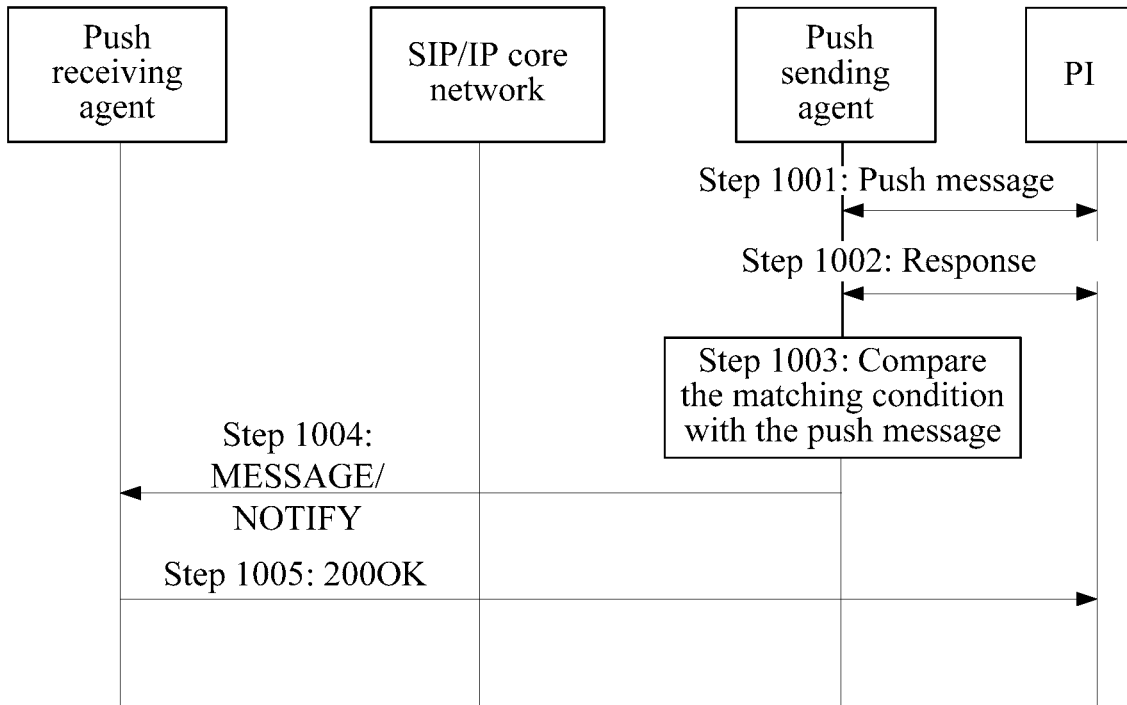 Push
receiving
agent
SIP/IP core
network
Push
sending
agent
PI
Step 1001: Push message
Step 1002: Response
Step 1003: Compare
the matching condition
with the push message
Step 1004:
MESSAGE/
NOTIFY
Step 1005: 200OK